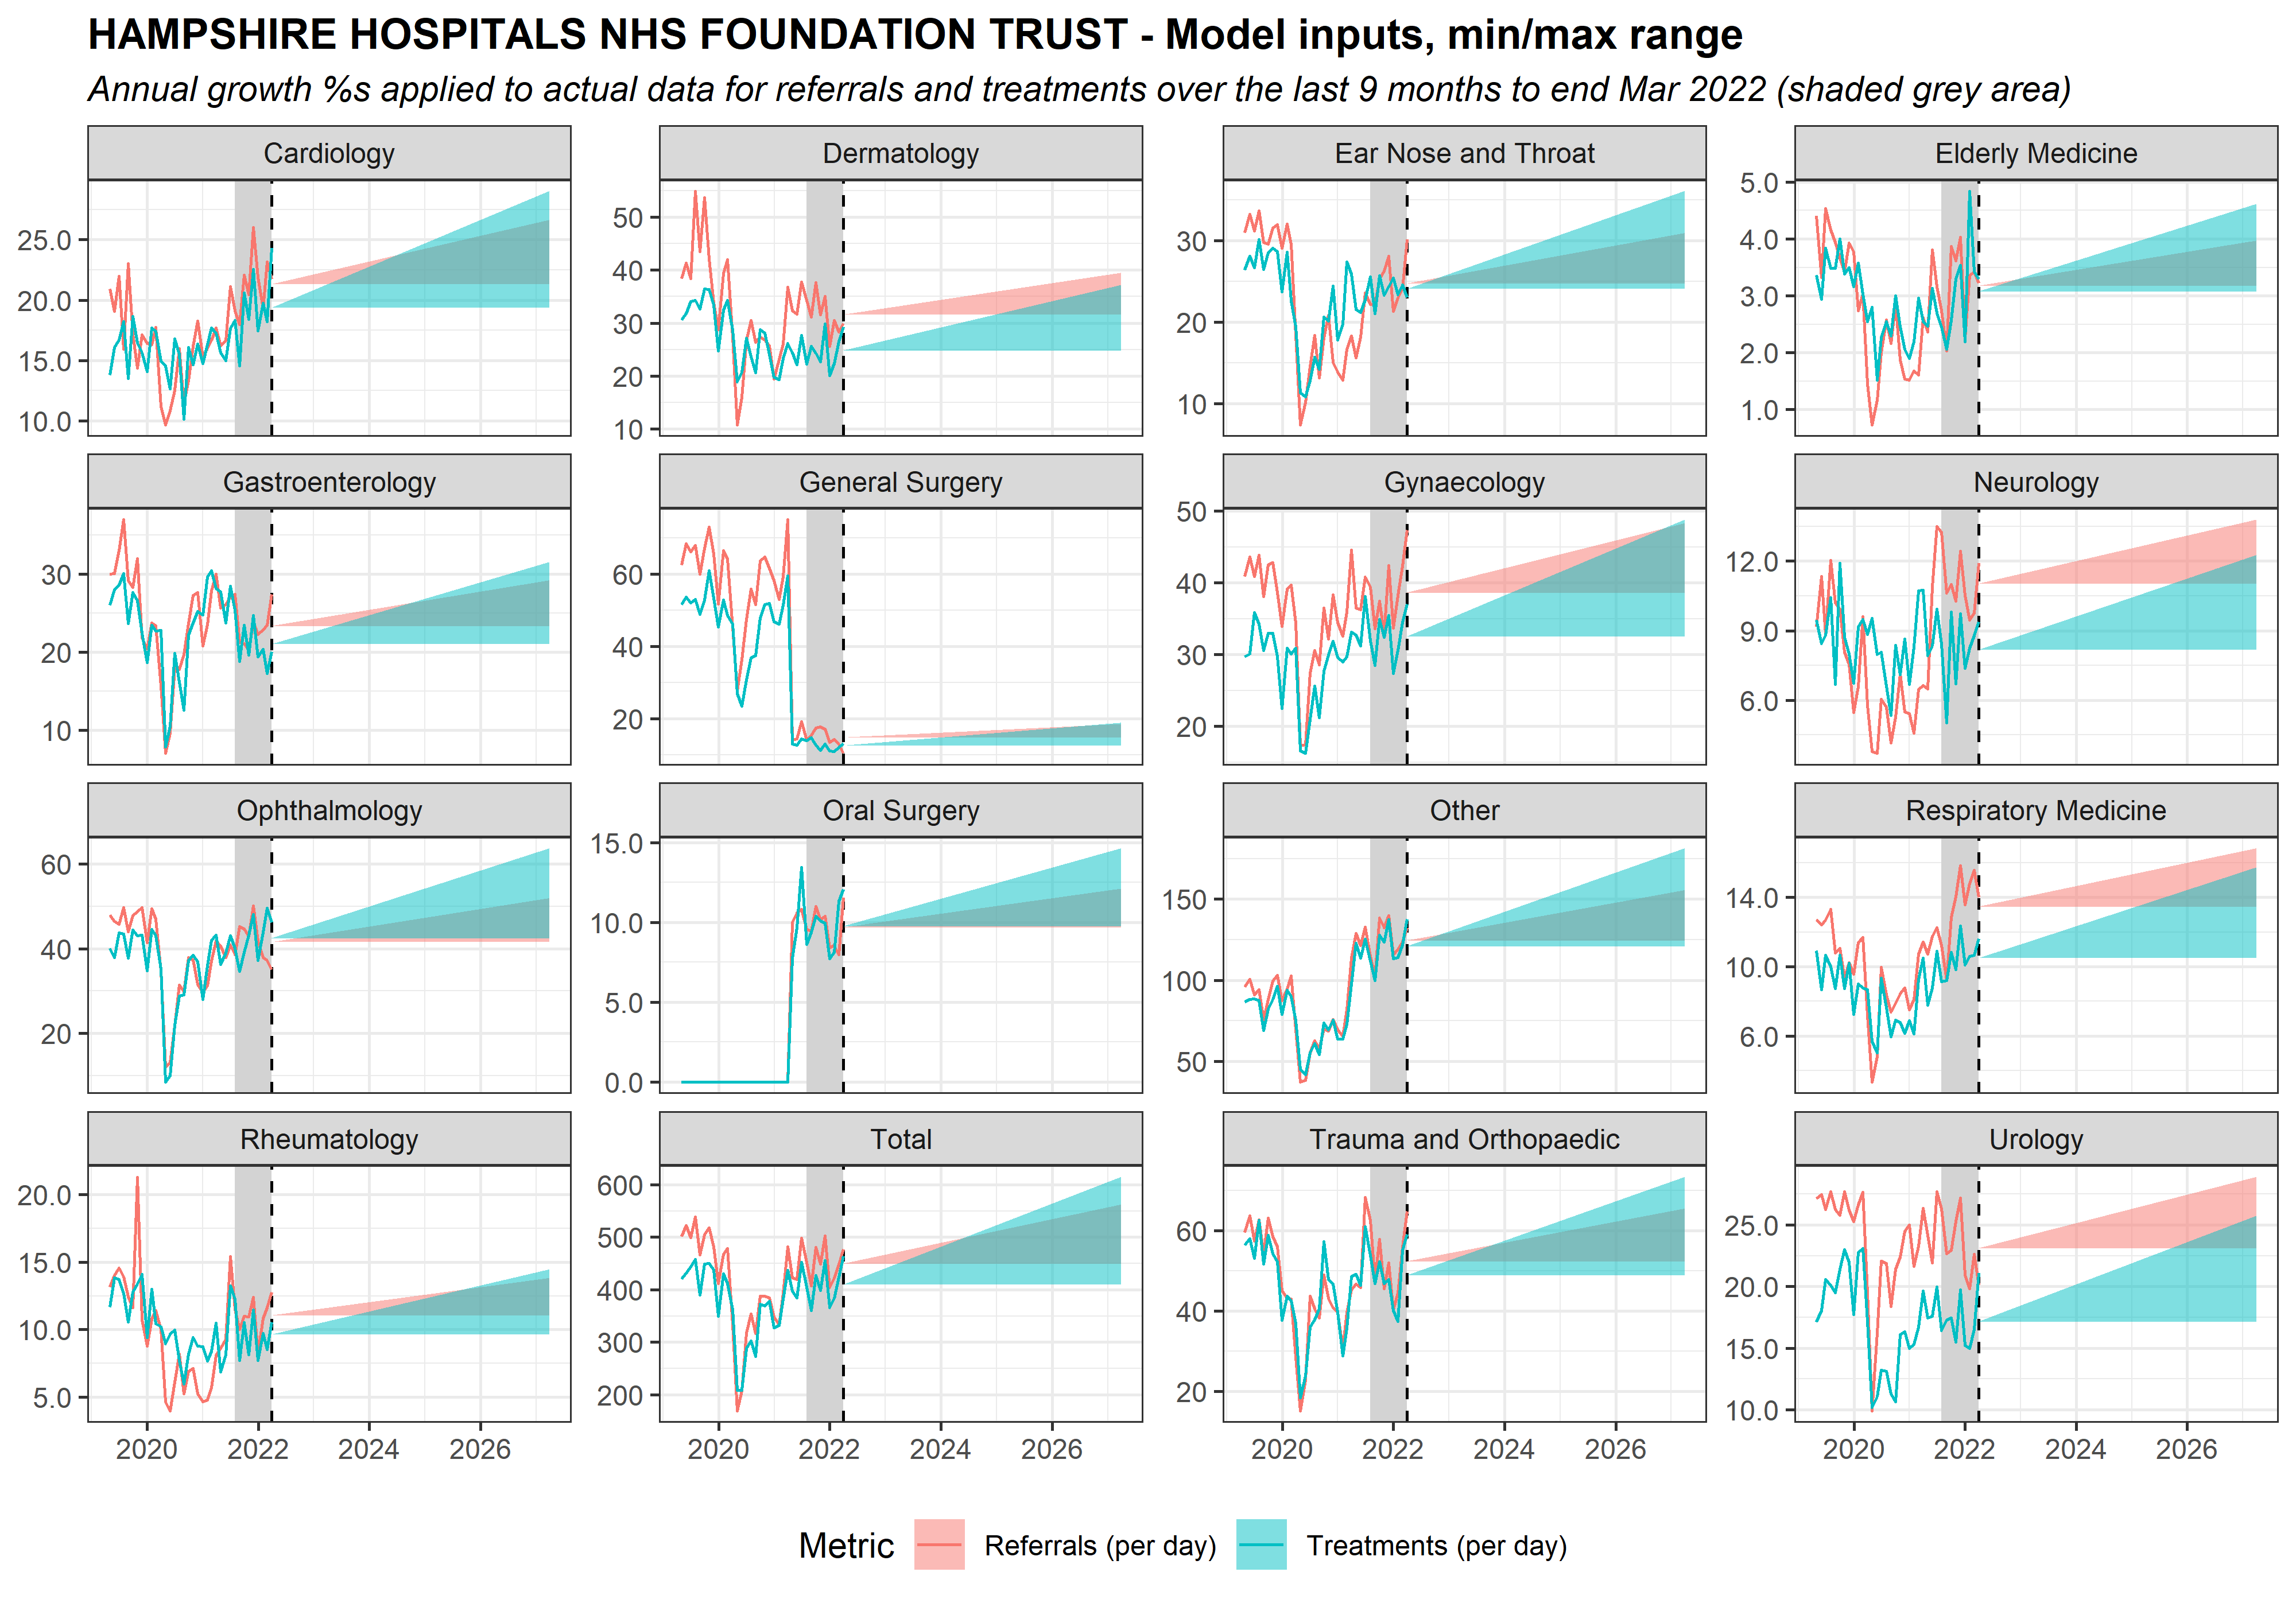 HAMPSHIRE HOSPITALS NHS FOUNDATION TRUST - Model inputs, min/max range
Annual growth %s applied to actual data for referrals and treatments over the last 9 months to end Mar 2022 (shaded grey area)
Cardiology
25.0
20.0
15.0
10.0
Dermatology
50
40
30
20
10
Ear Nose and Throat
30
20
10
Elderly Medicine
5.0
4.0
3.0
2.0
1.0
Gastroenterology
30
20
10
General Surgery
60
40
20
Gynaecology
50
40
30
20
Neurology
12.0
9.0
6.0
Ophthalmology
60
40
20
Oral Surgery
15.0
10.0
5.0
0.0
Other
150
100
50
Respiratory Medicine
14.0
10.0
6.0
Rheumatology
20.0
15.0
10.0
5.0
2020 2022 2024 2026
Total
600
500
400
300
200
2020 2022 2024 2026
Trauma and Orthopaedic
60
40
20
2020 2022 2024 2026
Urology
25.0
20.0
15.0
10.0
2020 2022 2024 2026
Metric Referrals (per day) Treatments (per day)